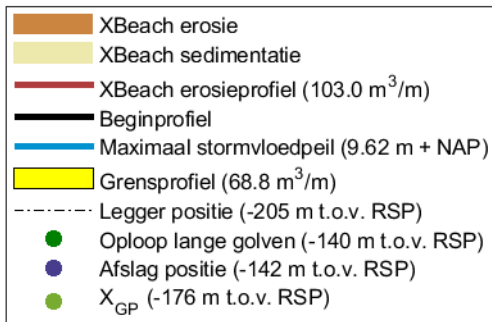 XBeach erosie
XBeach sedimentatie
XBeach erosieprofiel (103.0 m³/m)
Beginprofiel
Maximaal stormvloedpeil (9.62 m + NAP)
Grensprofiel (68.8 m³/m)
Legger positie (-205 m t.o.v. RSP)
Oploop lange golven (-140 m t.o.v. RSP)
Afslag positie (-142 m t.o.v. RSP)
X_GP (-176 m t.o.v. RSP)